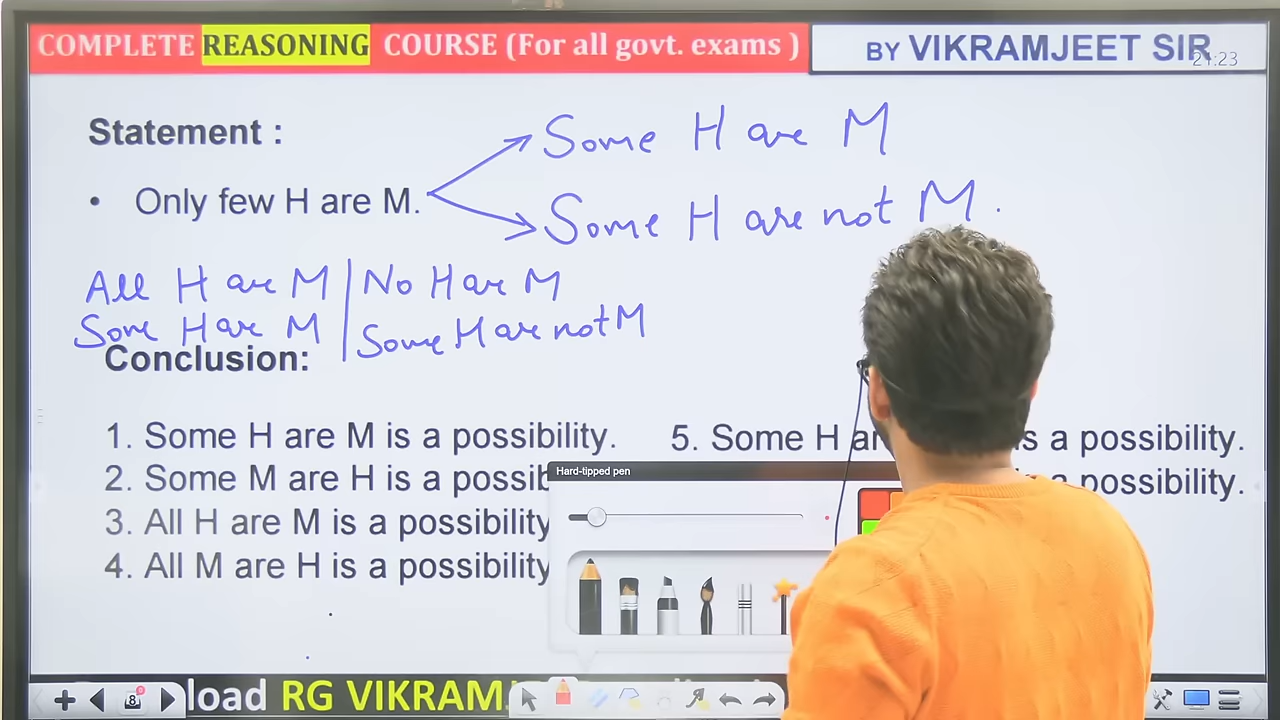 COMPLETE REASONING COURSE (For all govt. exams )
BY VIKRAMJEET SIR
21:23
Statement :
Some H are M
• Only few H are M.
Some H are not M.
All H are M | No H are M
Some H are M | Some H are not M
Conclusion:
1. Some H are M is a possibility.
5. Some H
s a possibility.
2. Some M are H is a
possibility.
3. All H are M is a possibility
4. All M are H is a possibility
Hard-tipped pen
8
load RG